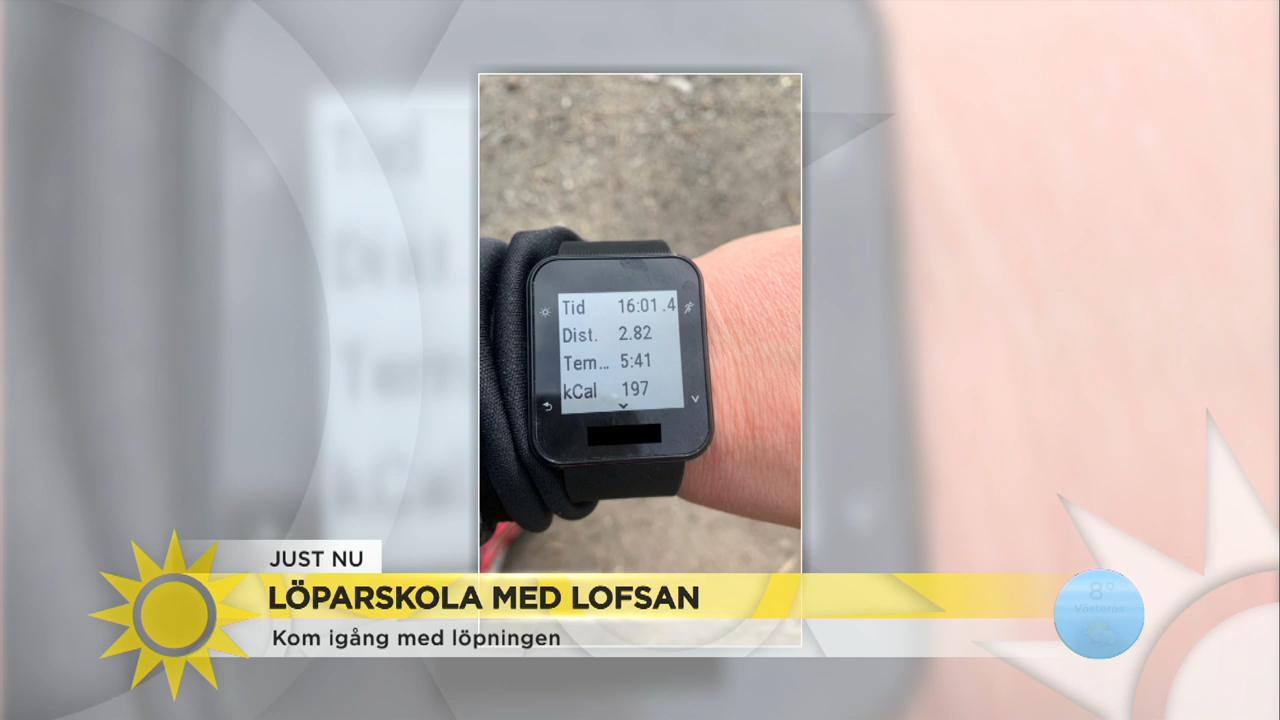 Tid 16:01.4
Dist. 2.82
Tem... 5:41
kCal 197
JUST NU
LÖPARSKOLA MED LOFSAN
Kom igång med löpningen
8°
Västerås